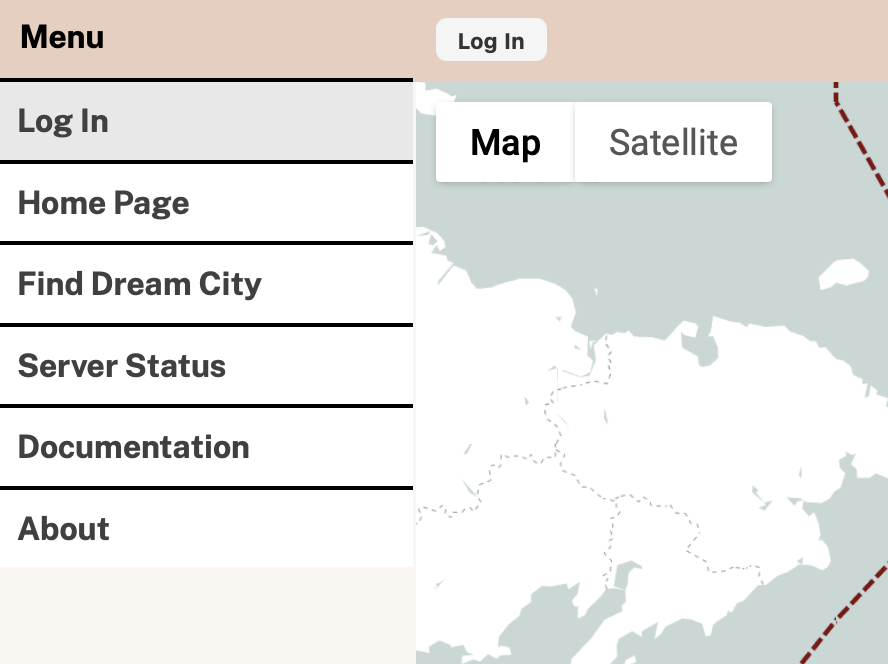 Menu
Log In
Home Page
Find Dream City
Server Status
Documentation
About
Log In
Map
Satellite